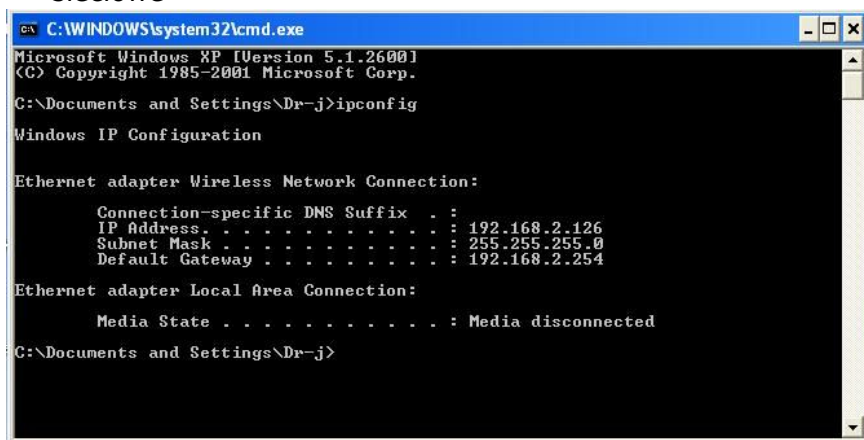 C:\WINDOWS\system32\cmd.exe
Microsoft Windows XP [Version 5.1.2600]
(C) Copyright 1985-2001 Microsoft Corp.
C:\Documents and Settings\Dr-j>ipconfig
Windows IP Configuration
Ethernet adapter Wireless Network Connection:
Connection-specific DNS Suffix . :
IP Address. . . . . . . . . . . . : 192.168.2.126
Subnet Mask . . . . . . . . . . . : 255.255.255.0
Default Gateway . . . . . . . . . : 192.168.2.254
Ethernet adapter Local Area Connection:
Media State . . . . . . . . . . . : Media disconnected
C:\Documents and Settings\Dr-j>